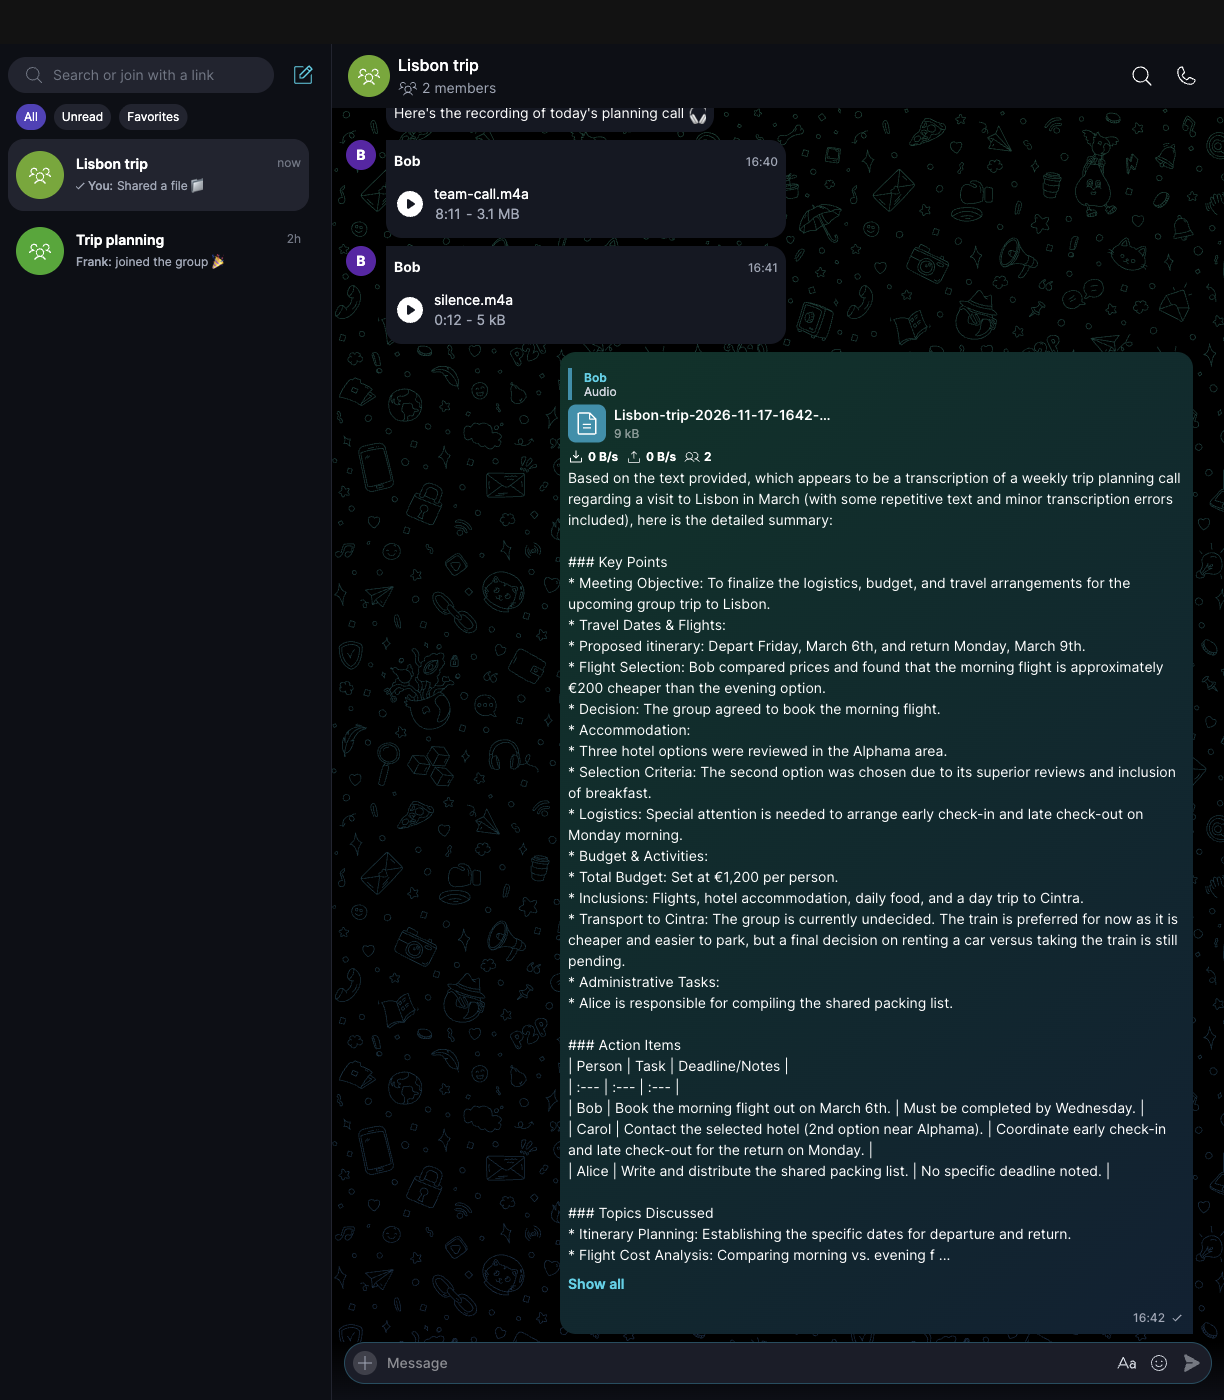 Search or join with a link
All
Unread
Favorites
Lisbon trip
now
You: Shared a file
Trip planning
2h
Frank: joined the group
Lisbon trip
2 members
Here's the recording of today's planning call
B
Bob
16:40
team-call.m4a
8:11 - 3.1 MB
B
Bob
16:41
silence.m4a
0:12 - 5 kB
Bob
Audio
Lisbon-trip-2026-11-17-1642-...
9 kB
0 B/s 0 B/s 2
Based on the text provided, which appears to be a transcription of a weekly trip planning call
regarding a visit to Lisbon in March (with some repetitive text and minor transcription errors
included), here is the detailed summary:
### Key Points
* Meeting Objective: To finalize the logistics, budget, and travel arrangements for the
upcoming group trip to Lisbon.
* Travel Dates & Flights:
* Proposed itinerary: Depart Friday, March 6th, and return Monday, March 9th.
* Flight Selection: Bob compared prices and found that the morning flight is approximately
€200 cheaper than the evening option.
* Decision: The group agreed to book the morning flight.
* Accommodation:
* Three hotel options were reviewed in the Alphama area.
* Selection Criteria: The second option was chosen due to its superior reviews and inclusion
of breakfast.
* Logistics: Special attention is needed to arrange early check-in and late check-out on
Monday morning.
* Budget & Activities:
* Total Budget: Set at €1,200 per person.
* Inclusions: Flights, hotel accommodation, daily food, and a day trip to Cintra.
* Transport to Cintra: The group is currently undecided. The train is preferred for now as it is
cheaper and easier to park, but a final decision on renting a car versus taking the train is still
pending.
* Administrative Tasks:
* Alice is responsible for compiling the shared packing list.
### Action Items
| Person | Task | Deadline/Notes |
| :--- | :--- | :--- |
| Bob | Book the morning flight out on March 6th. | Must be completed by Wednesday. |
| Carol | Contact the selected hotel (2nd option near Alphama). | Coordinate early check-in
and late check-out for the return on Monday. |
| Alice | Write and distribute the shared packing list. | No specific deadline noted. |
### Topics Discussed
* Itinerary Planning: Establishing the specific dates for departure and return.
* Flight Cost Analysis: Comparing morning vs. evening f ...
Show all
16:42
Message
Aa